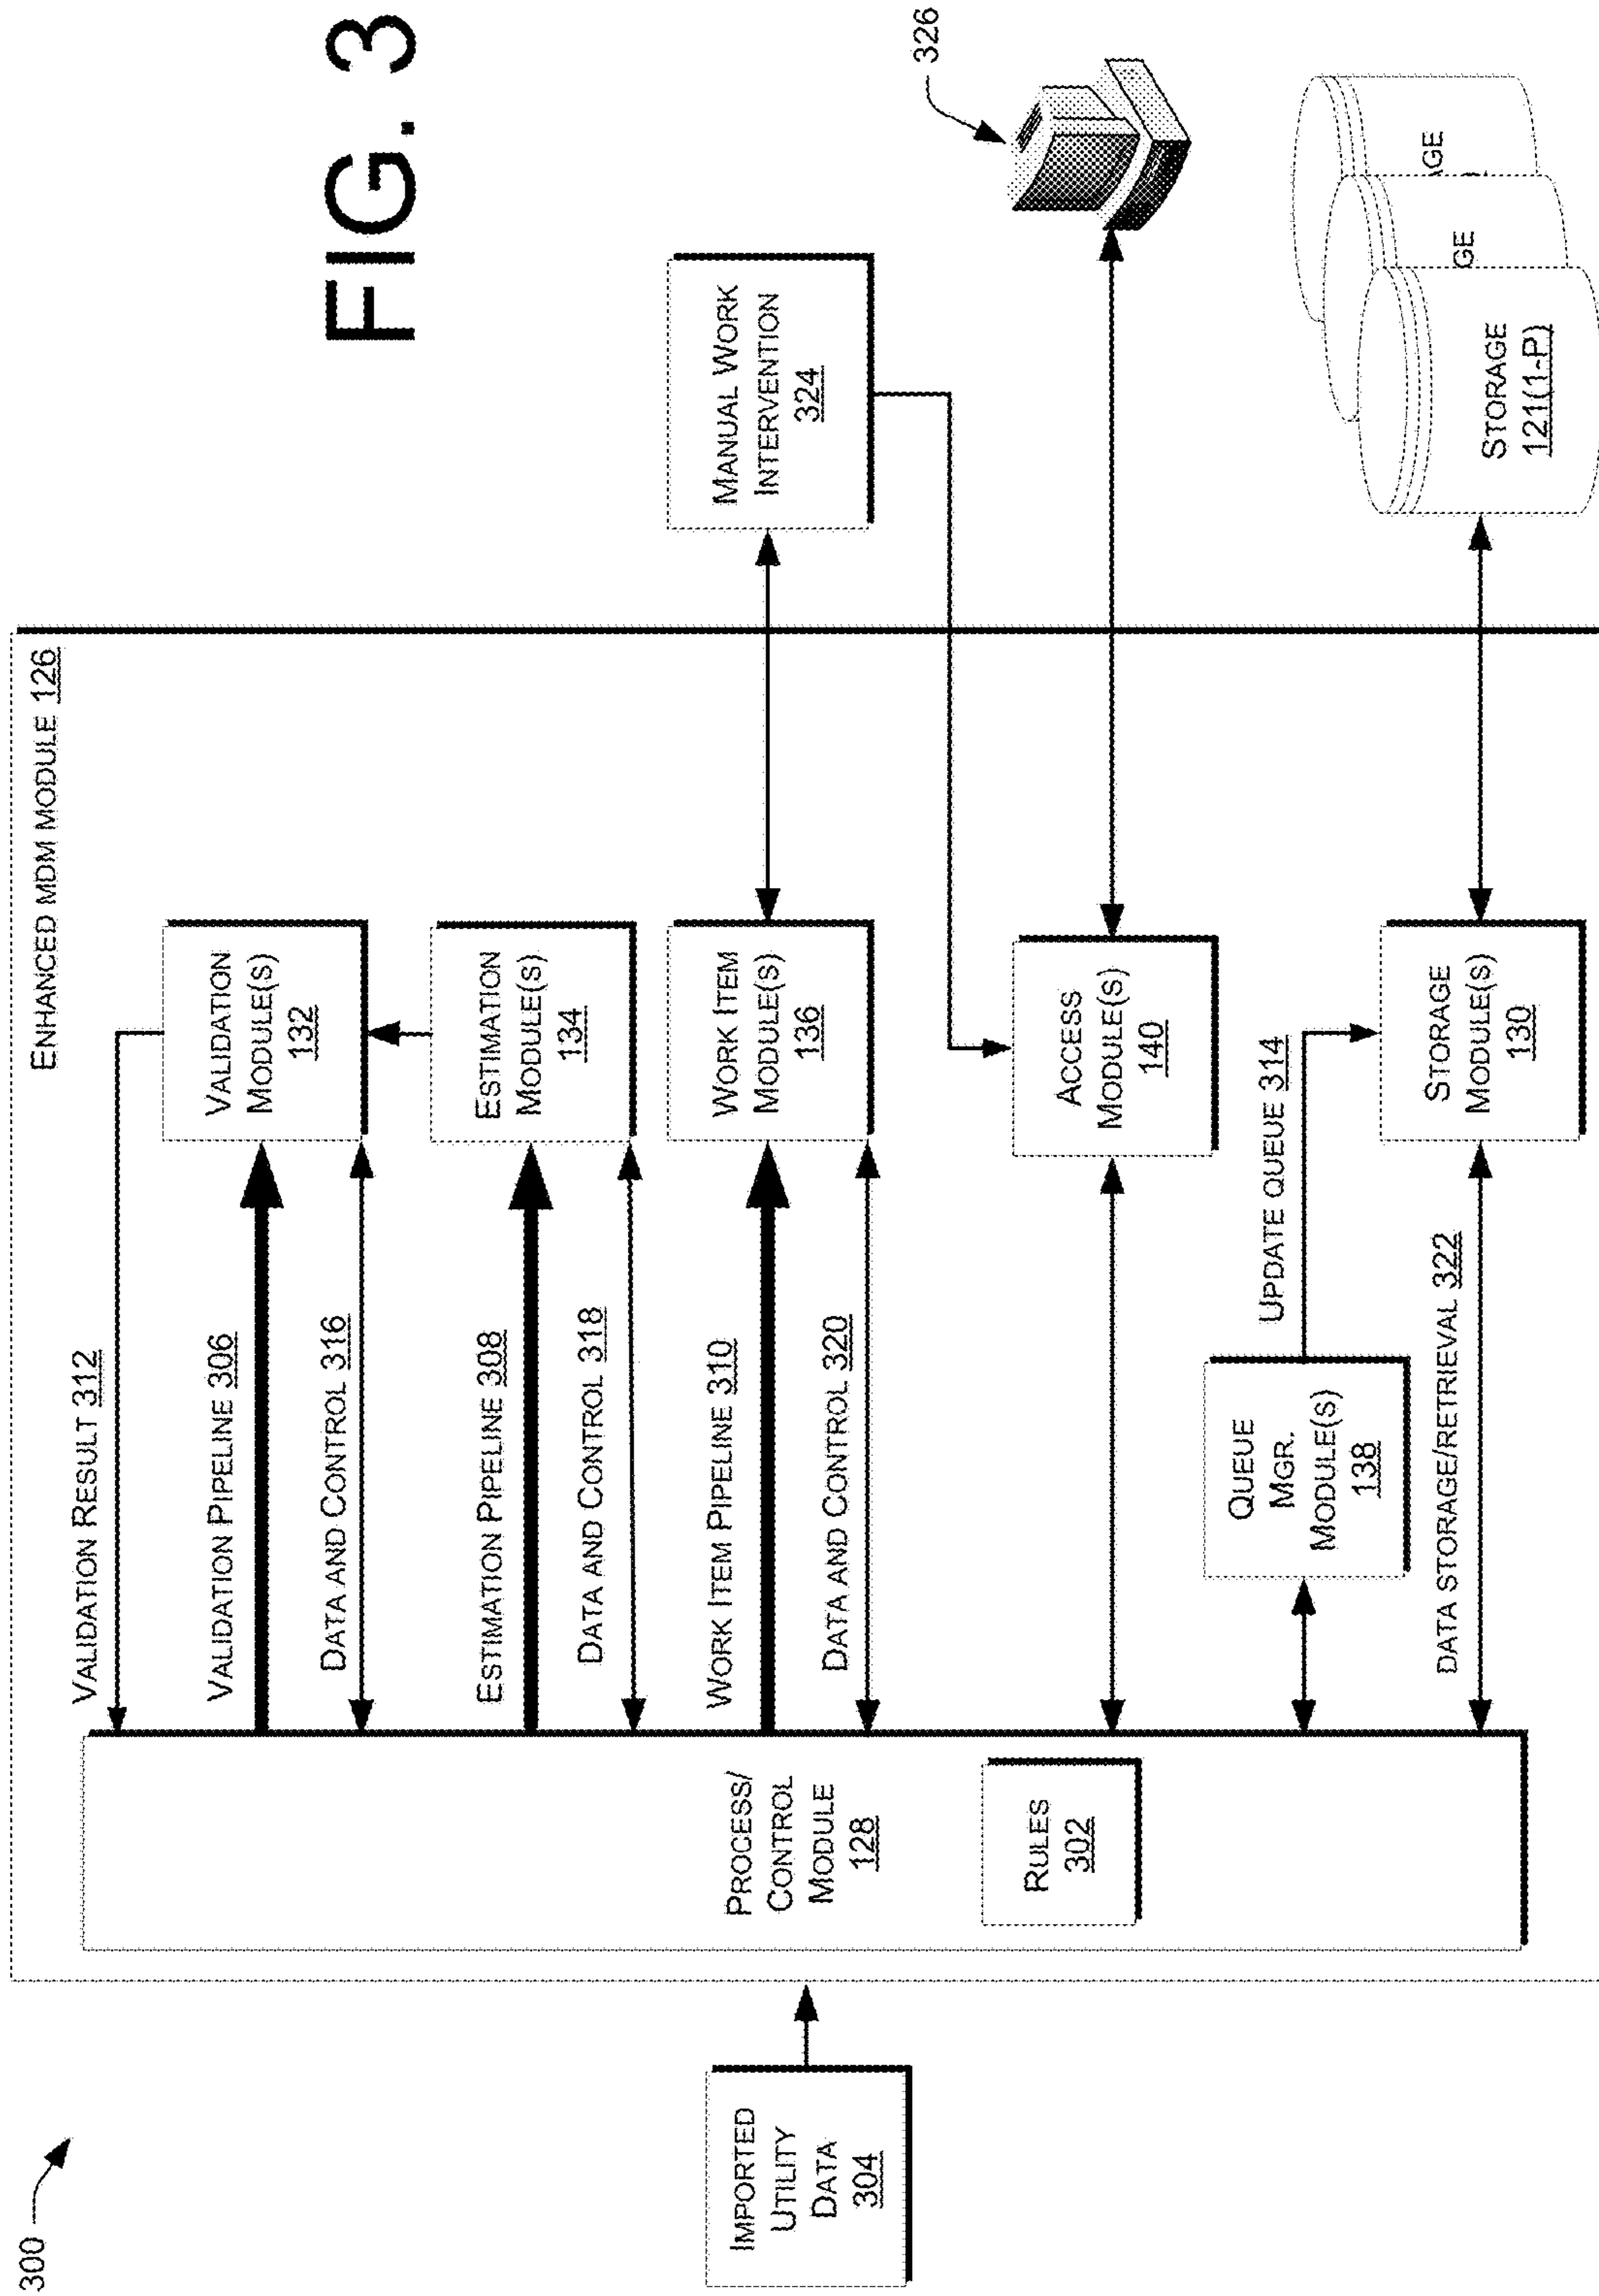 300
FIG. 3
ENHANCED MDM MODULE 126
IMPORTED
UTILITY
DATA
304
PROCESS/
CONTROL
MODULE
128
RULES
302
VALIDATION RESULT 312
VALIDATION PIPELINE 306
DATA AND CONTROL 316
ESTIMATION PIPELINE 308
DATA AND CONTROL 318
WORK ITEM PIPELINE 310
DATA AND CONTROL 320
QUEUE
MGR.
MODULE(S)
138
UPDATE QUEUE 314
DATA STORAGE/RETRIEVAL 322
VALIDATION
MODULE(S)
132
ESTIMATION
MODULE(S)
134
WORK ITEM
MODULE(S)
136
ACCESS
MODULE(S)
140
STORAGE
MODULE(S)
130
MANUAL WORK
INTERVENTION
324
326
STORAGE
121(1-P)
GE
AGE